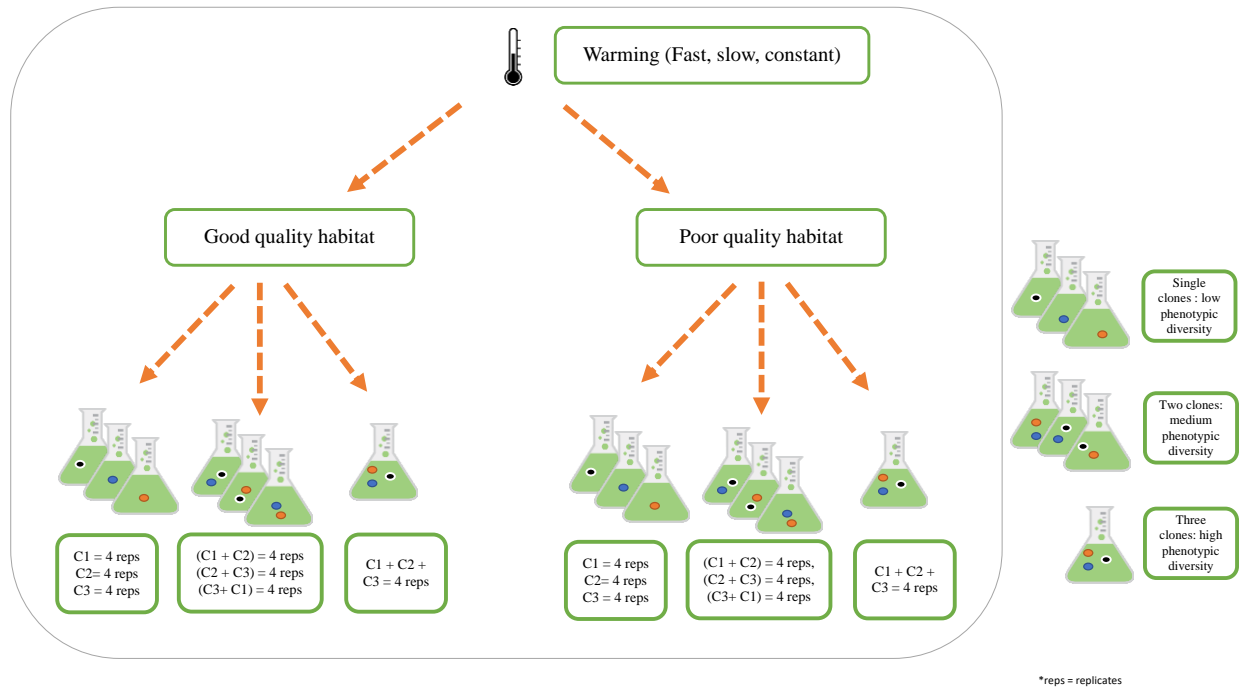 Warming (Fast, slow, constant)
Good quality habitat
Poor quality habitat
C1 = 4 reps
C2= 4 reps
C3 = 4 reps
(C1 + C2) = 4 reps
(C2 + C3) = 4 reps
(C3+ C1) = 4 reps
C1 + C2 +
C3 = 4 reps
C1 = 4 reps
C2= 4 reps
C3 = 4 reps
(C1 + C2) = 4 reps,
(C2 + C3) = 4 reps,
(C3+ C1) = 4 reps
C1 + C2 +
C3 = 4 reps
Single
clones : low
phenotypic
diversity
Two clones:
medium
phenotypic
diversity
Three
clones: high
phenotypic
diversity
*reps = replicates